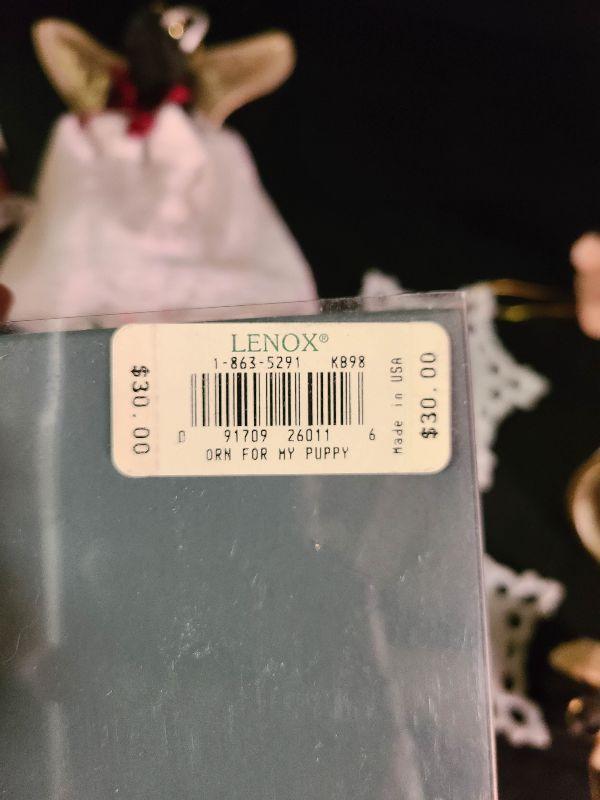 LENOX®
1-863-5291 KB98
0 91709 26011 6
ORN FOR MY PUPPY
$30.00
Made in USA
$30.00